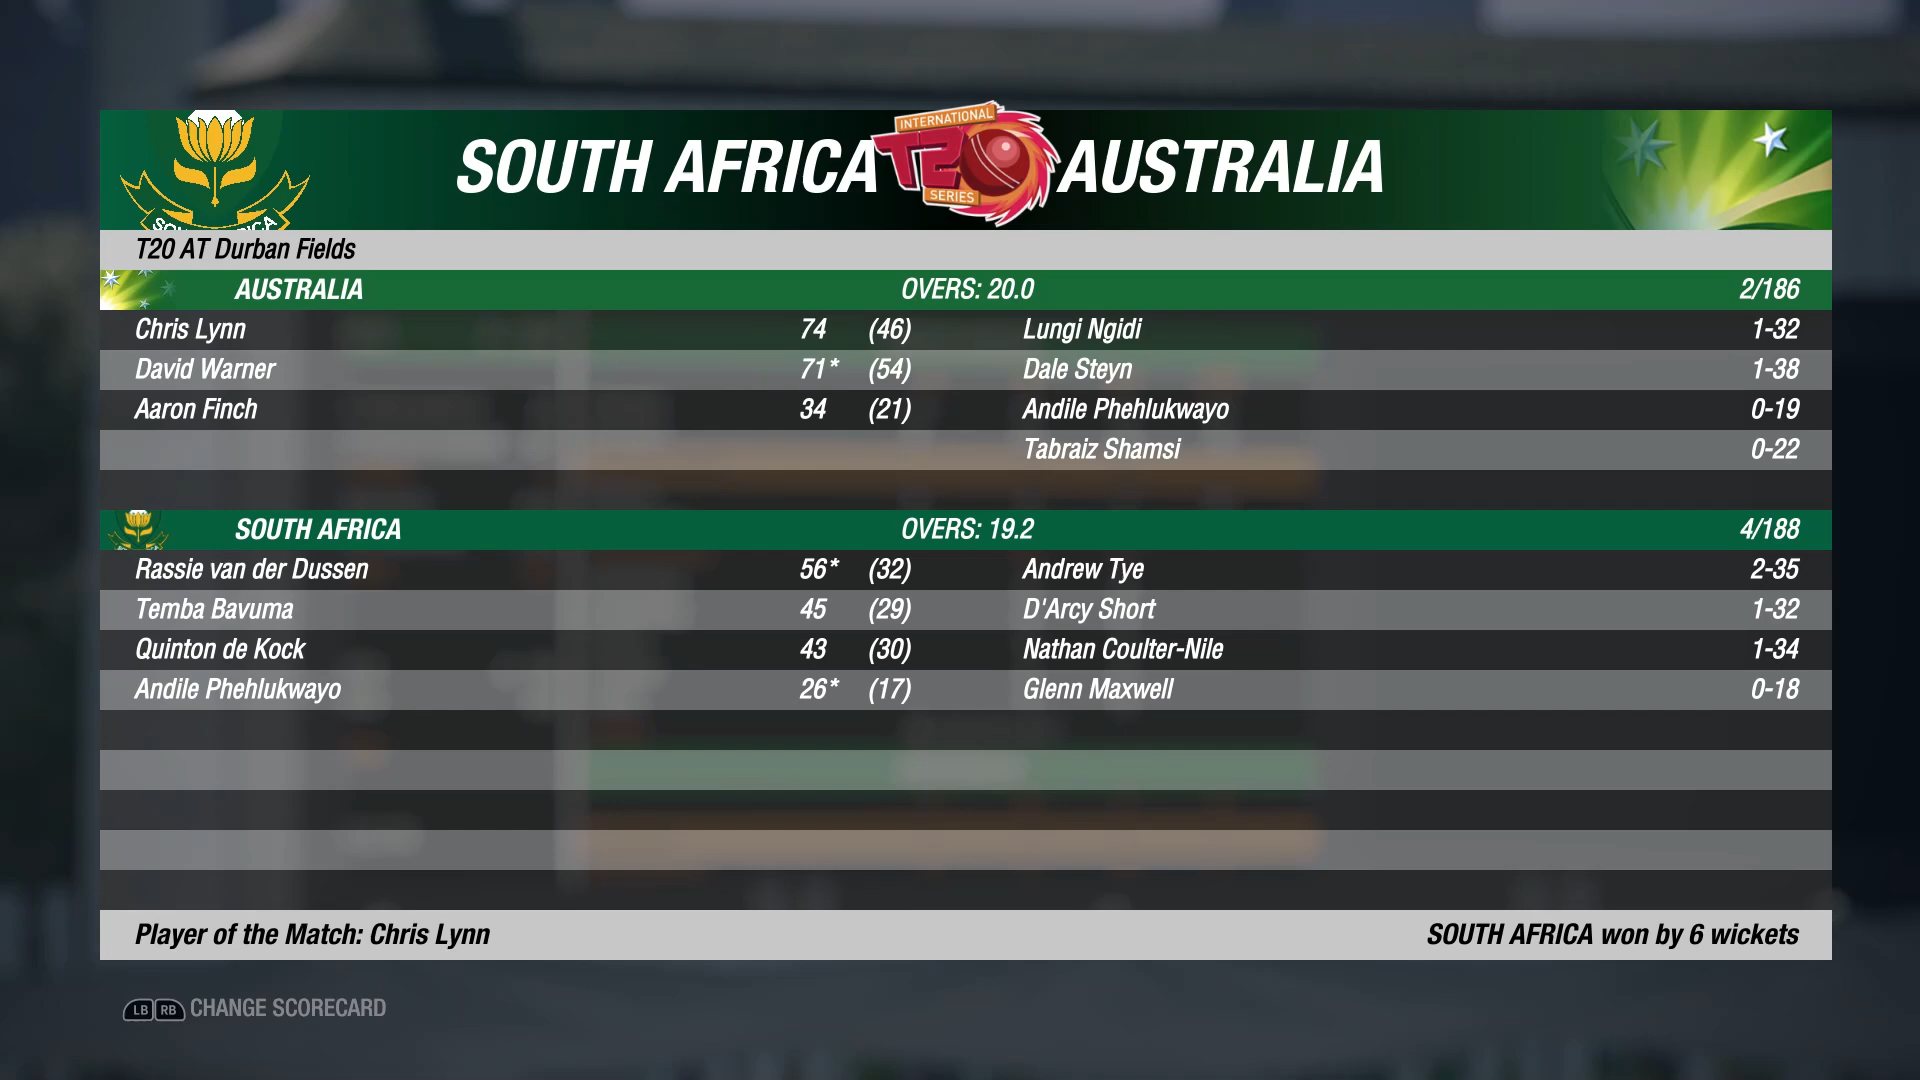 SOUTH AFRICA INTERNATIONAL T20 SERIES AUSTRALIA
T20 AT Durban Fields
AUSTRALIA OVERS: 20.0 2/186
Chris Lynn 74 (46) Lungi Ngidi 1-32
David Warner 71* (54) Dale Steyn 1-38
Aaron Finch 34 (21) Andile Phehlukwayo 0-19
Tabraiz Shamsi 0-22
SOUTH AFRICA OVERS: 19.2 4/188
Rassie van der Dussen 56* (32) Andrew Tye 2-35
Temba Bavuma 45 (29) D'Arcy Short 1-32
Quinton de Kock 43 (30) Nathan Coulter-Nile 1-34
Andile Phehlukwayo 26* (17) Glenn Maxwell 0-18
Player of the Match: Chris Lynn SOUTH AFRICA won by 6 wickets
LB RB CHANGE SCORECARD